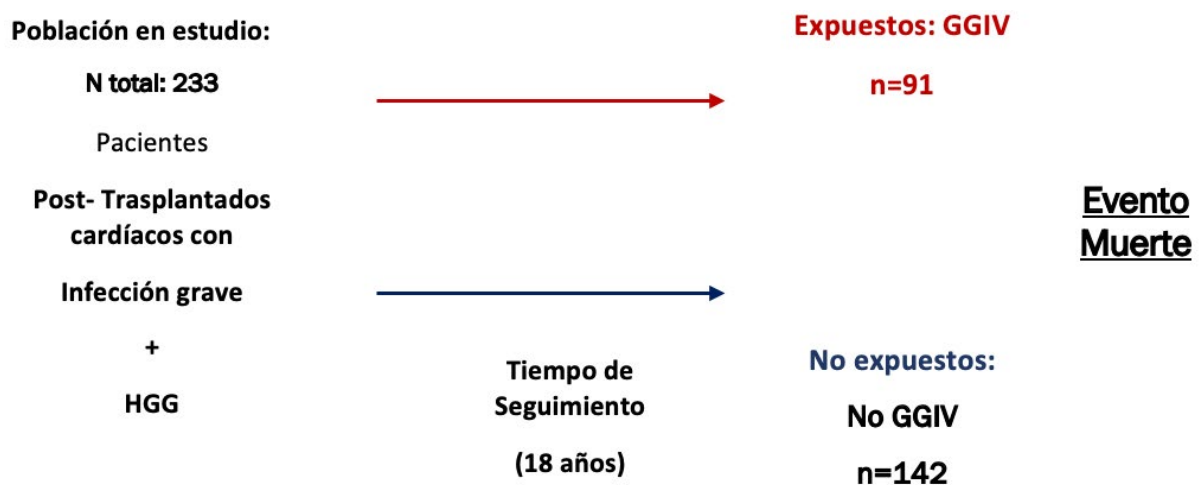 Población en estudio:
N total: 233
Pacientes
Post- Trasplantados
cardíacos con
Infección grave
+
HGG
Tiempo de
Seguimiento
(18 años)
Expuestos: GGIV
n=91
No expuestos:
No GGIV
n=142
Evento
Muerte